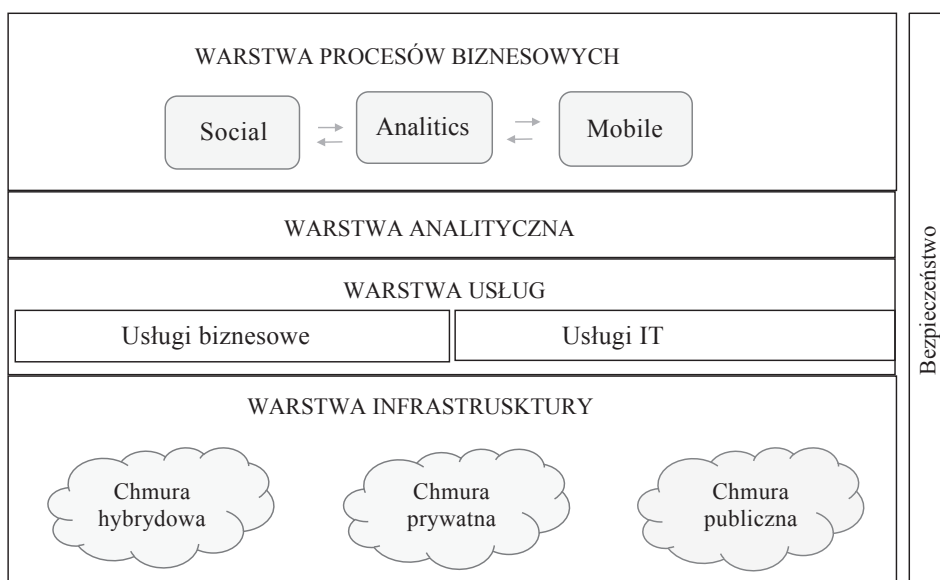 WARSTWA PROCESÓW BIZNESOWYCH
Social
Analitics
Mobile
WARSTWA ANALITYCZNA
WARSTWA USŁUG
Usługi biznesowe
Usługi IT
WARSTWA INFRASTRUSKTURY
Chmura
hybrydowa
Chmura
prywatna
Chmura
publiczna
Bezpieczeństwo